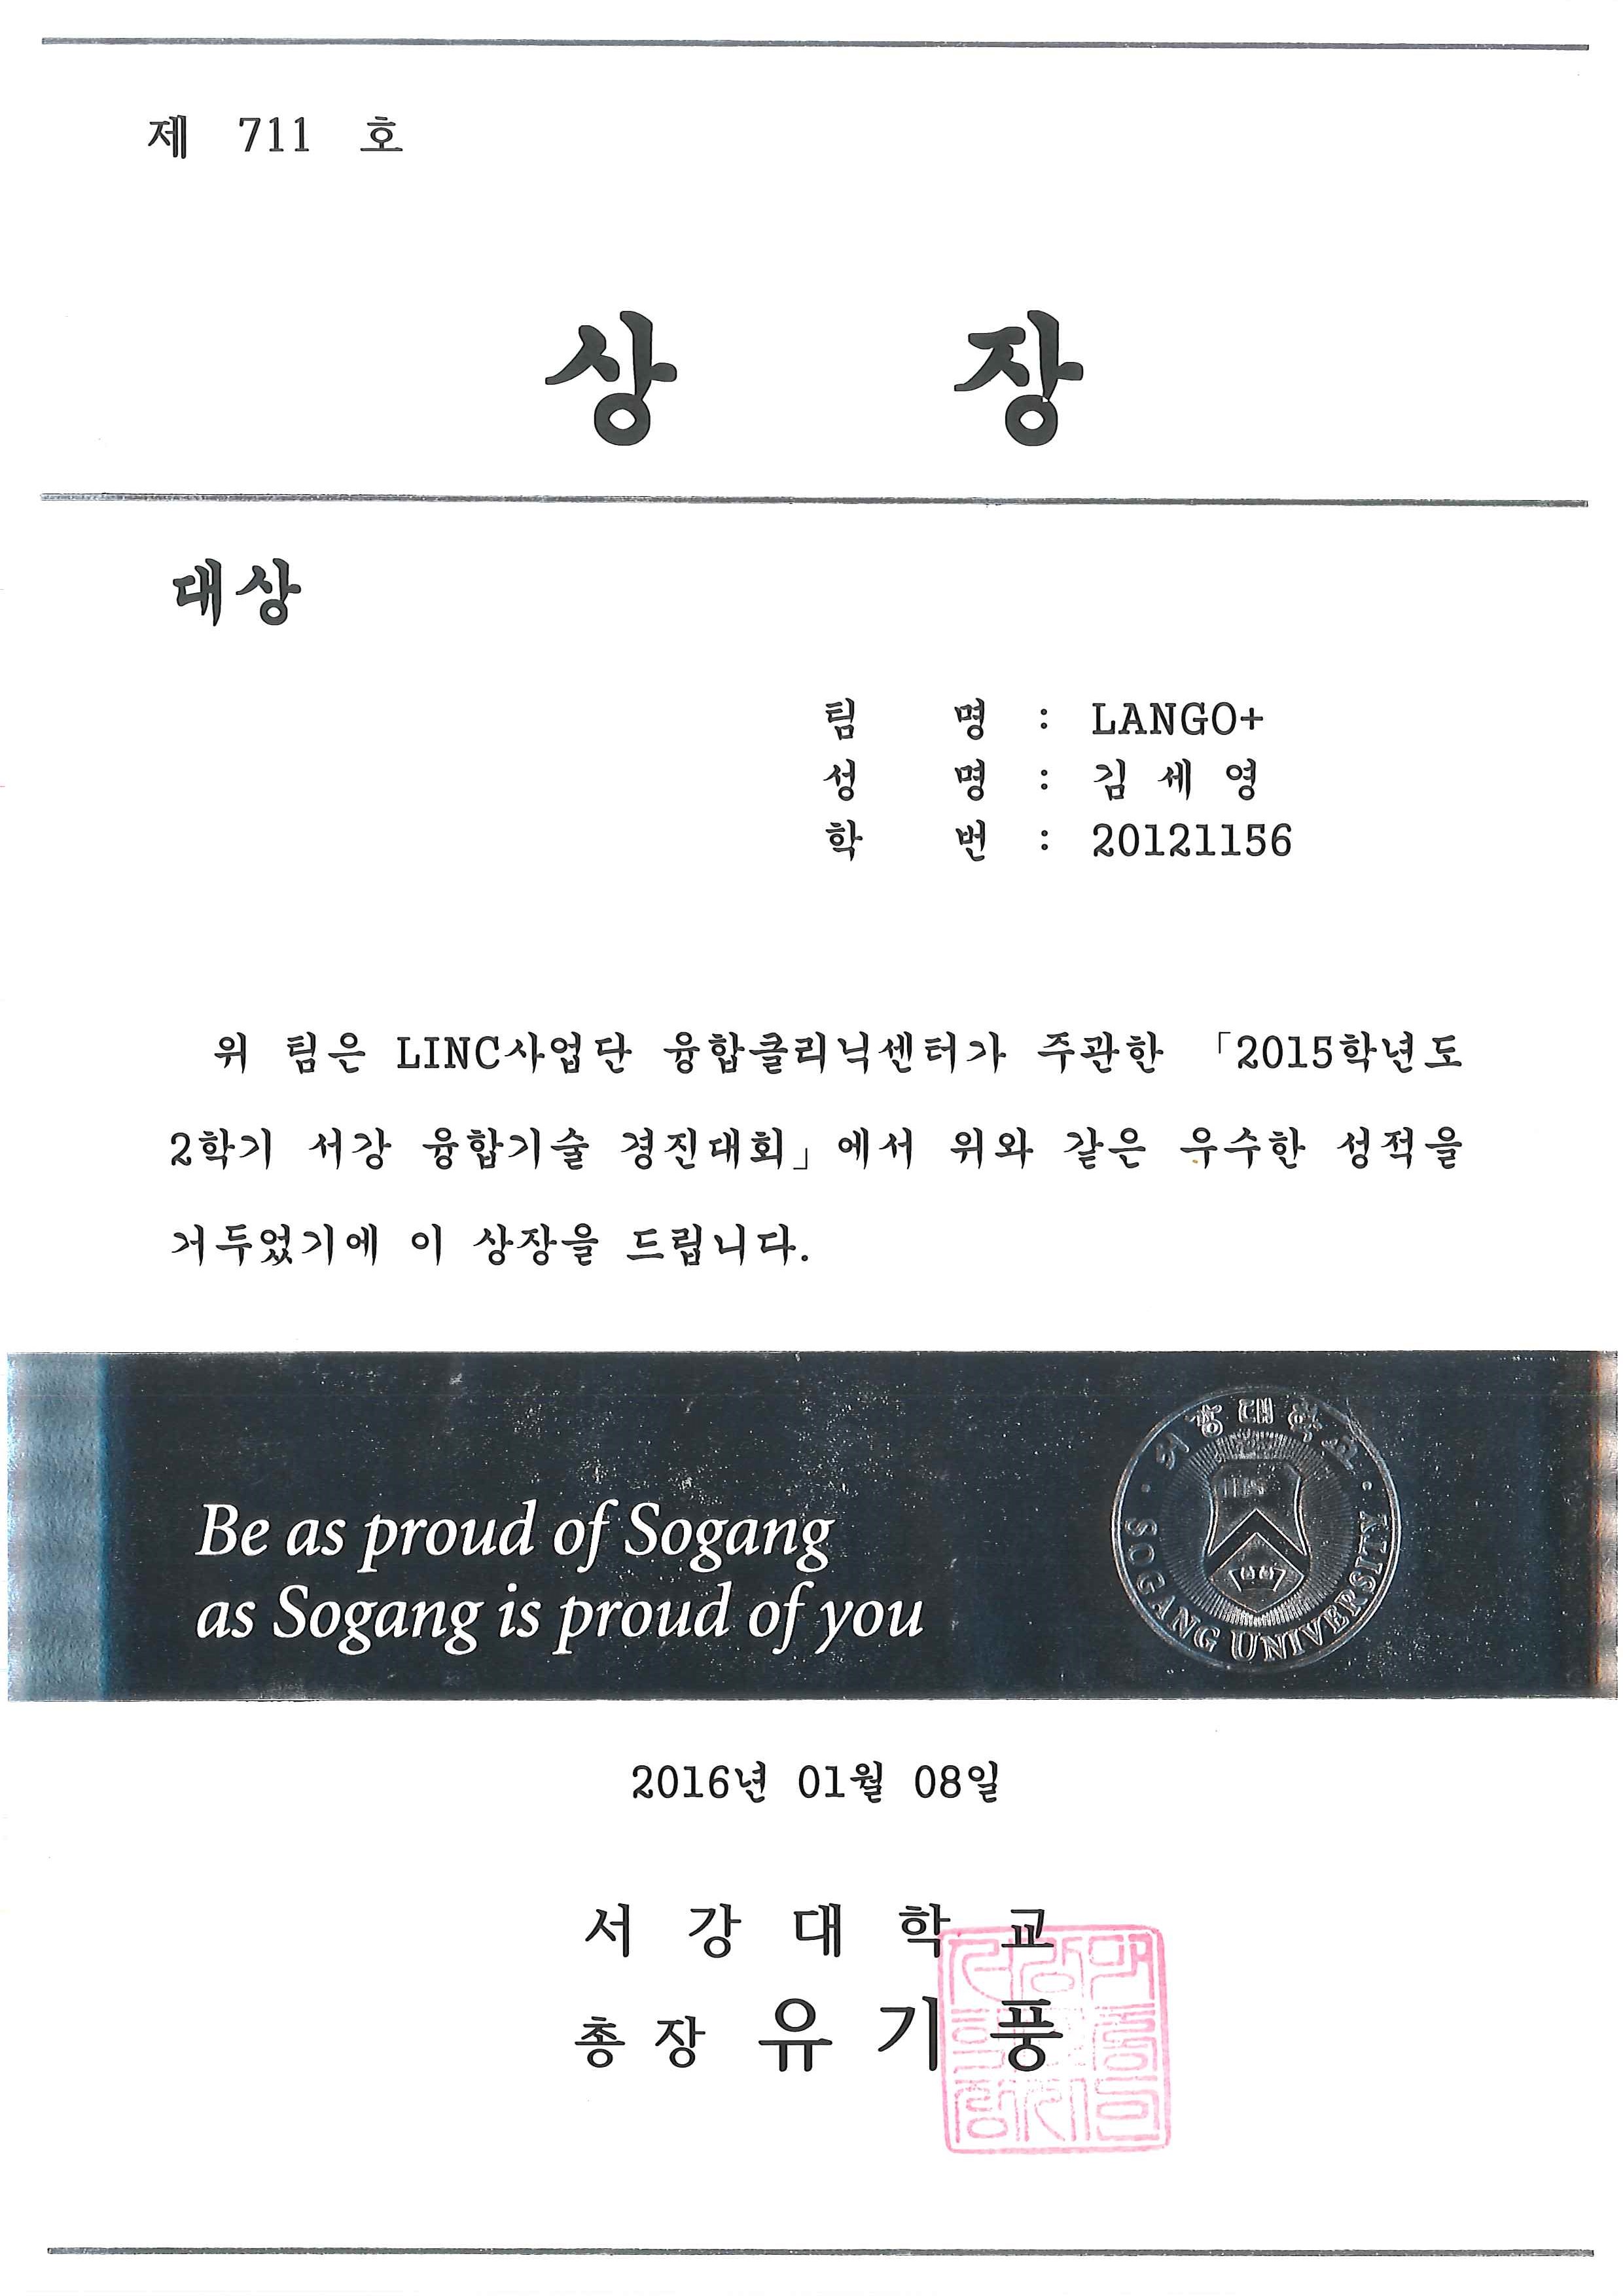 제 711 호
상 장
대상
팀 명 : LANGO+
성 명 : 김 세 영
학 번 : 20121156
위 팀은 LINC사업단 융합클리닉센터가 주관한 「2015학년도
2학기 서강 융합기술 경진대회」에서 위와 같은 우수한 성적을
거두었기에 이 상장을 드립니다.
서강대학교
SOGANG UNIVERSITY
Be as proud of Sogang
as Sogang is proud of you
2016년 01월 08일
서 강 대 학 교
총 장 유 기 풍